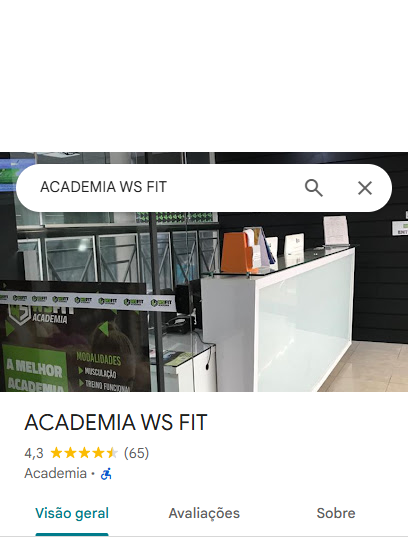 ACADEMIA WS FIT
WSFIT
ACADEMIA
A MELHOR
ACADEMIA
MODALIDADES
MUSCULAÇÃO
TREINO FUNCIONAL
ACADEMIA WS FIT
4,3 (65)
Academia ·
Visão geral
Avaliações
Sobre